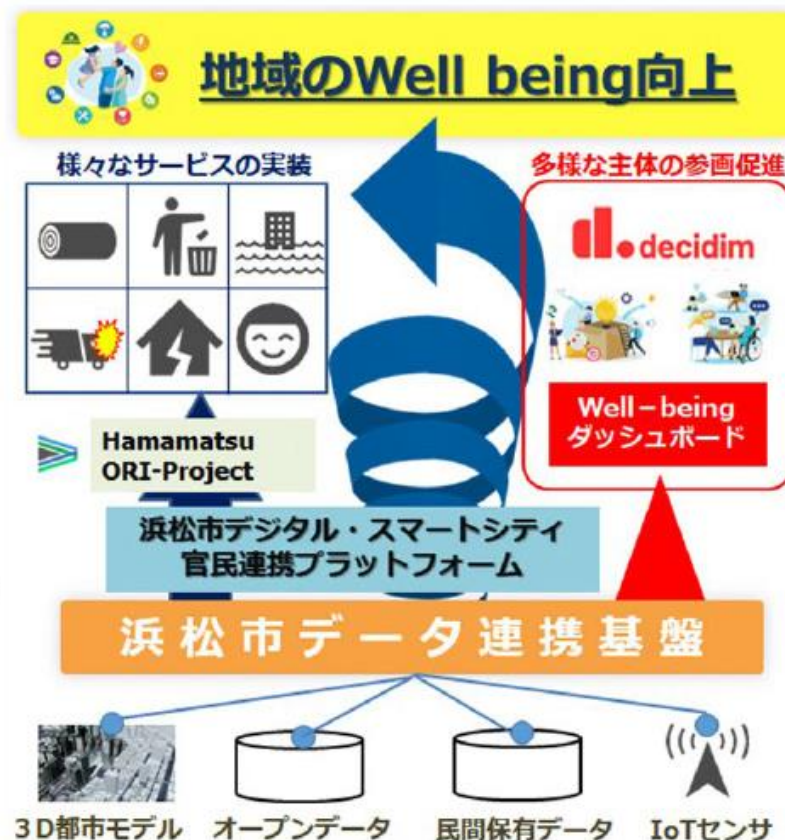 地域のWell being向上
様々なサービスの実装
多様な主体の参画促進
decidim
Well－being
ダッシュボード
Hamamatsu
ORI-Project
浜松市デジタル・スマートシティ
官民連携プラットフォーム
浜松市データ連携基盤
3D都市モデル
オープンデータ
民間保有データ
IoTセンサ